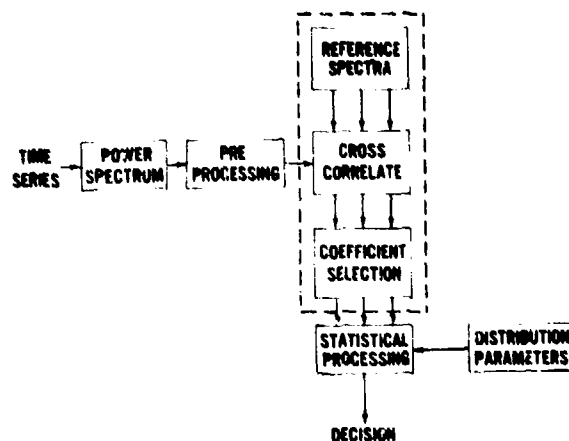 REFERENCE
SPECTRA
TIME
SERIES
POWER
SPECTRUM
PRE
PROCESSING
CROSS
CORRELATE
COEFFICIENT
SELECTION
STATISTICAL
PROCESSING
DISTRIBUTION
PARAMETERS
DECISION